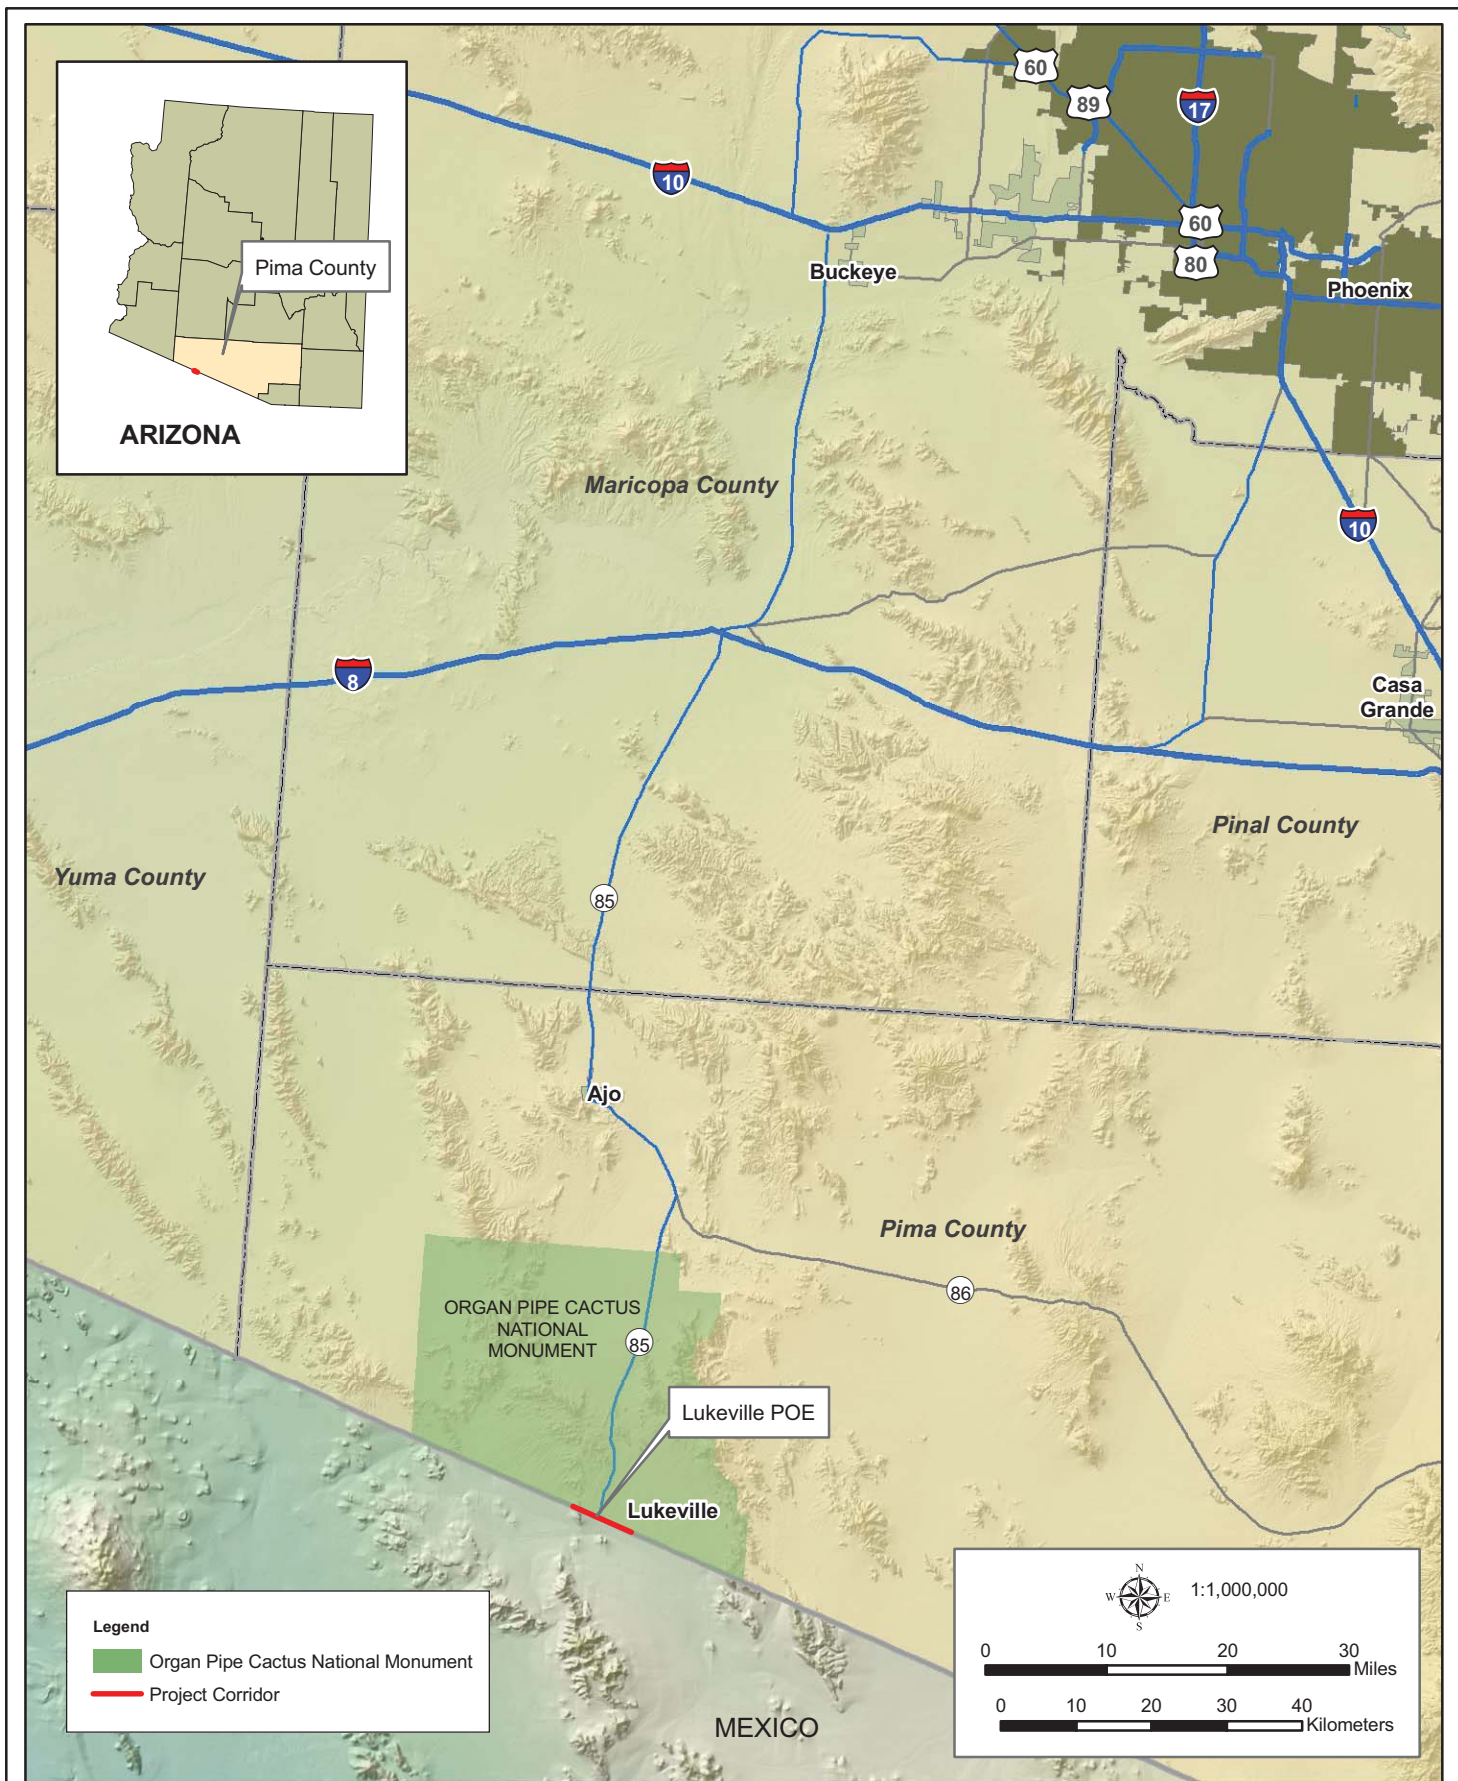 60
89
17
10
Pima County
60
80
Buckeye
Phoenix
ARIZONA
Maricopa County
10
8
Casa
Grande
Pinal County
Yuma County
85
Ajo
Pima County
86
ORGAN PIPE CACTUS
NATIONAL
MONUMENT
85
Lukeville POE
Lukeville
Legend
Organ Pipe Cactus National Monument
Project Corridor
MEXICO
N
W E
S
1:1,000,000
0 10 20 30
Miles
0 10 20 30 40
Kilometers